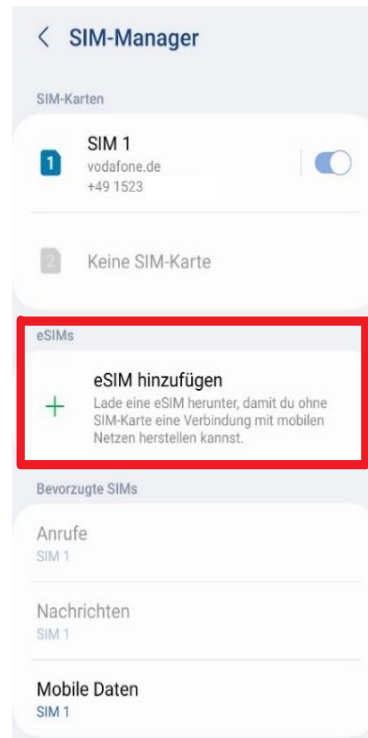 SIM-Manager
SIM-Karten
1
SIM 1
vodafone.de
+49 1523
2
Keine SIM-Karte
eSIMs
eSIM hinzufügen
Lade eine eSIM herunter, damit du ohne
SIM-Karte eine Verbindung mit mobilen
Netzen herstellen kannst.
Bevorzugte SIMs
Anrufe
SIM 1
Nachrichten
SIM 1
Mobile Daten
SIM 1